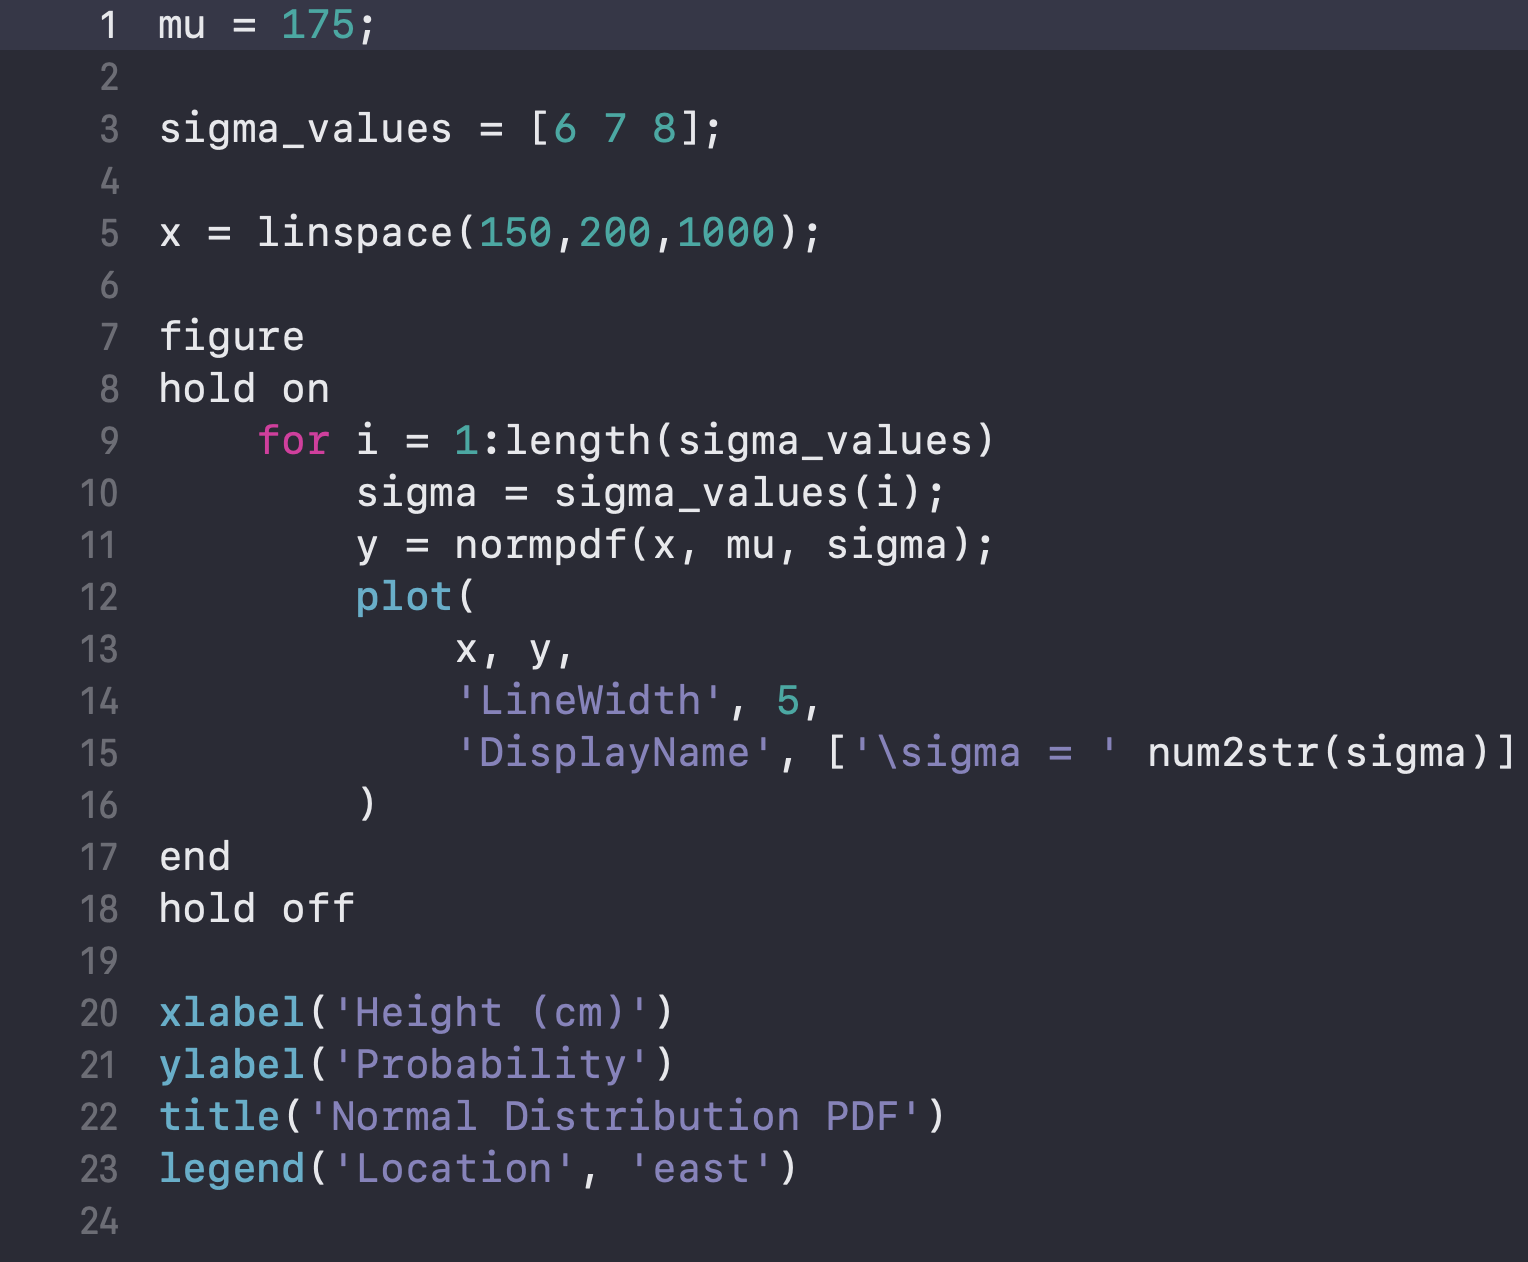 1 mu = 175;
2
3 sigma_values = [6 7 8];
4
5 x = linspace(150,200,1000);
6
7 figure
8 hold on
9     for i = 1:length(sigma_values)
10         sigma = sigma_values(i);
11         y = normpdf(x, mu, sigma);
12         plot(
13             x, y,
14             'LineWidth', 5,
15             'DisplayName', ['\sigma = ' num2str(sigma)]
16         )
17 end
18 hold off
19
20 xlabel('Height (cm)')
21 ylabel('Probability')
22 title('Normal Distribution PDF')
23 legend('Location', 'east')
24